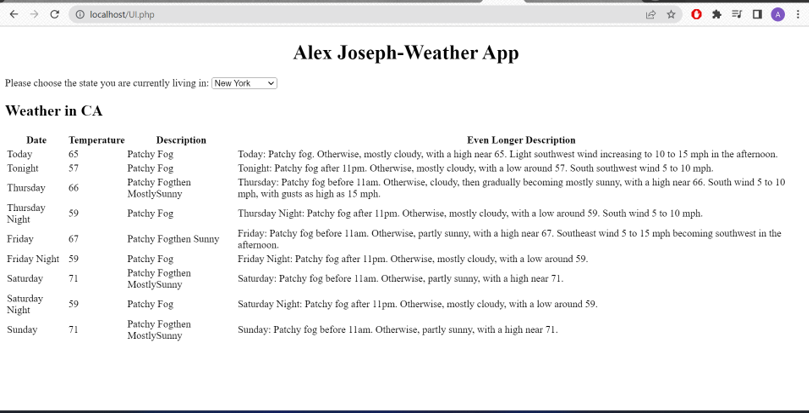 localhost/UI.php
A
Alex Joseph-Weather App
Please choose the state you are currently living in: New York
Weather in CA
Date Temperature Description Even Longer Description
Today 65 Patchy Fog Today: Patchy fog. Otherwise, mostly cloudy, with a high near 65. Light southwest wind increasing to 10 to 15 mph in the afternoon.
Tonight 57 Patchy Fog Tonight: Patchy fog after 11pm. Otherwise, mostly cloudy, with a low around 57. South southwest wind 5 to 10 mph.
Thursday 66 Patchy Fogthen Thursday: Patchy fog before 11am. Otherwise, cloudy, then gradually becoming mostly sunny, with a high near 66. South wind 5 to 10
MostlySunny mph, with gusts as high as 15 mph.
Thursday
Night 59 Patchy Fog Thursday Night: Patchy fog after 11pm. Otherwise, mostly cloudy, with a low around 59. South wind 5 to 10 mph.
Friday 67 Patchy Fogthen Sunny Friday: Patchy fog before 11am. Otherwise, partly sunny, with a high near 67. Southeast wind 5 to 15 mph becoming southwest in the
afternoon.
Friday Night 59 Patchy Fog Friday Night: Patchy fog after 11pm. Otherwise, mostly cloudy, with a low around 59.
Saturday 71 Patchy Fogthen Saturday: Patchy fog before 11am. Otherwise, partly sunny, with a high near 71.
MostlySunny
Saturday
Night 59 Patchy Fog Saturday Night: Patchy fog after 11pm. Otherwise, mostly cloudy, with a low around 59.
Sunday 71 Patchy Fogthen Sunday: Patchy fog before 11am. Otherwise, partly sunny, with a high near 71.
MostlySunny